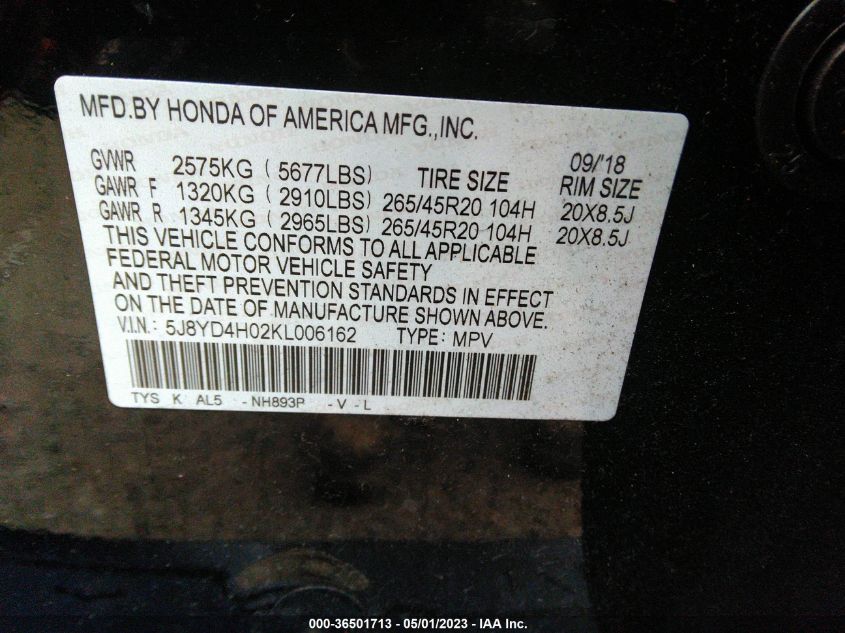 MFD.BY HONDA OF AMERICA MFG.,INC.
GVWR 2575KG ( 5677LBS) TIRE SIZE 09/'18 RIM SIZE
GAWR F 1320KG ( 2910LBS) 265/45R20 104H 20X8.5J
GAWR R 1345KG ( 2965LBS) 265/45R20 104H 20X8.5J
THIS VEHICLE CONFORMS TO ALL APPLICABLE
FEDERAL MOTOR VEHICLE SAFETY
AND THEFT PREVENTION STANDARDS IN EFFECT
ON THE DATE OF MANUFACTURE SHOWN ABOVE.
V.I.N: 5J8YD4H02KL006162 TYPE: MPV
TYS K AL5 - NH893P - V - L
000-36501713 - 05/01/2023 - IAA Inc.